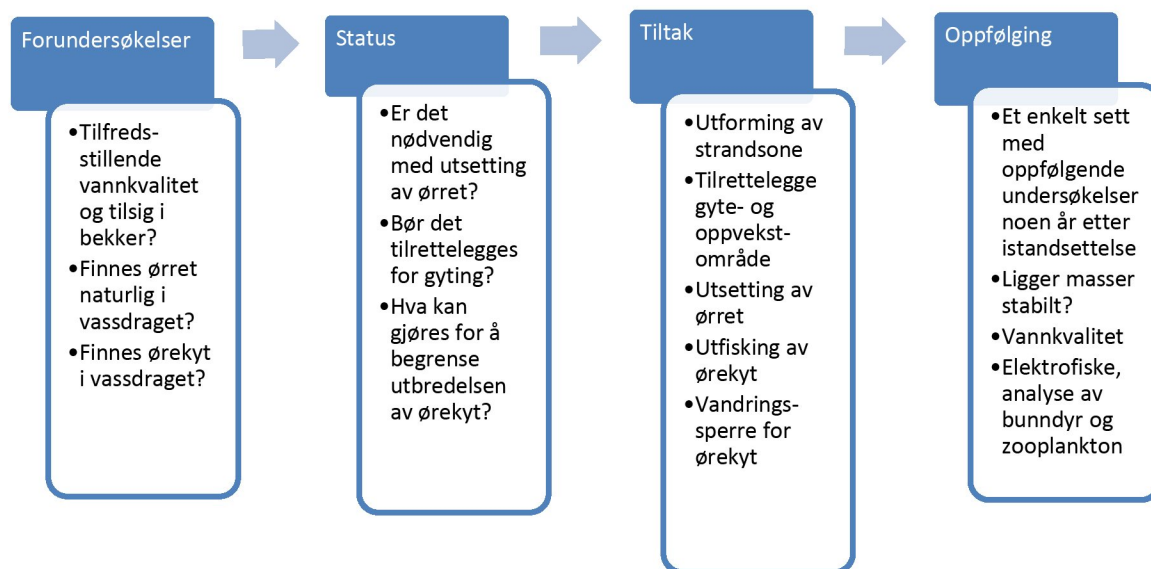 Forundersøkelser
•Tilfreds-
stillende
vannkvalitet
og tilsig i
bekker?
•Finnes ørret
naturlig i
vassdraget?
•Finnes ørekyt
i vassdraget?
Status
•Er det
nødvendig
med utsetting
av ørret?
•Bør det
tilrettelegges
for gyting?
•Hva kan
gjøres for å
begrense
utbredelsen
av ørekyt?
Tiltak
•Utforming av
strandsone
•Tilrettelegge
gyte- og
oppvekst-
område
•Utsetting av
ørret
•Utfisking av
ørekyt
•Vandrings-
sperre for
ørekyt
Oppfølging
•Et enkelt sett
med
oppfølgende
undersøkelser
noen år etter
istandsettelse
•Ligger masser
stabilt?
•Vannkvalitet
•Elektrofiske,
analyse av
bunndyr og
zooplankton